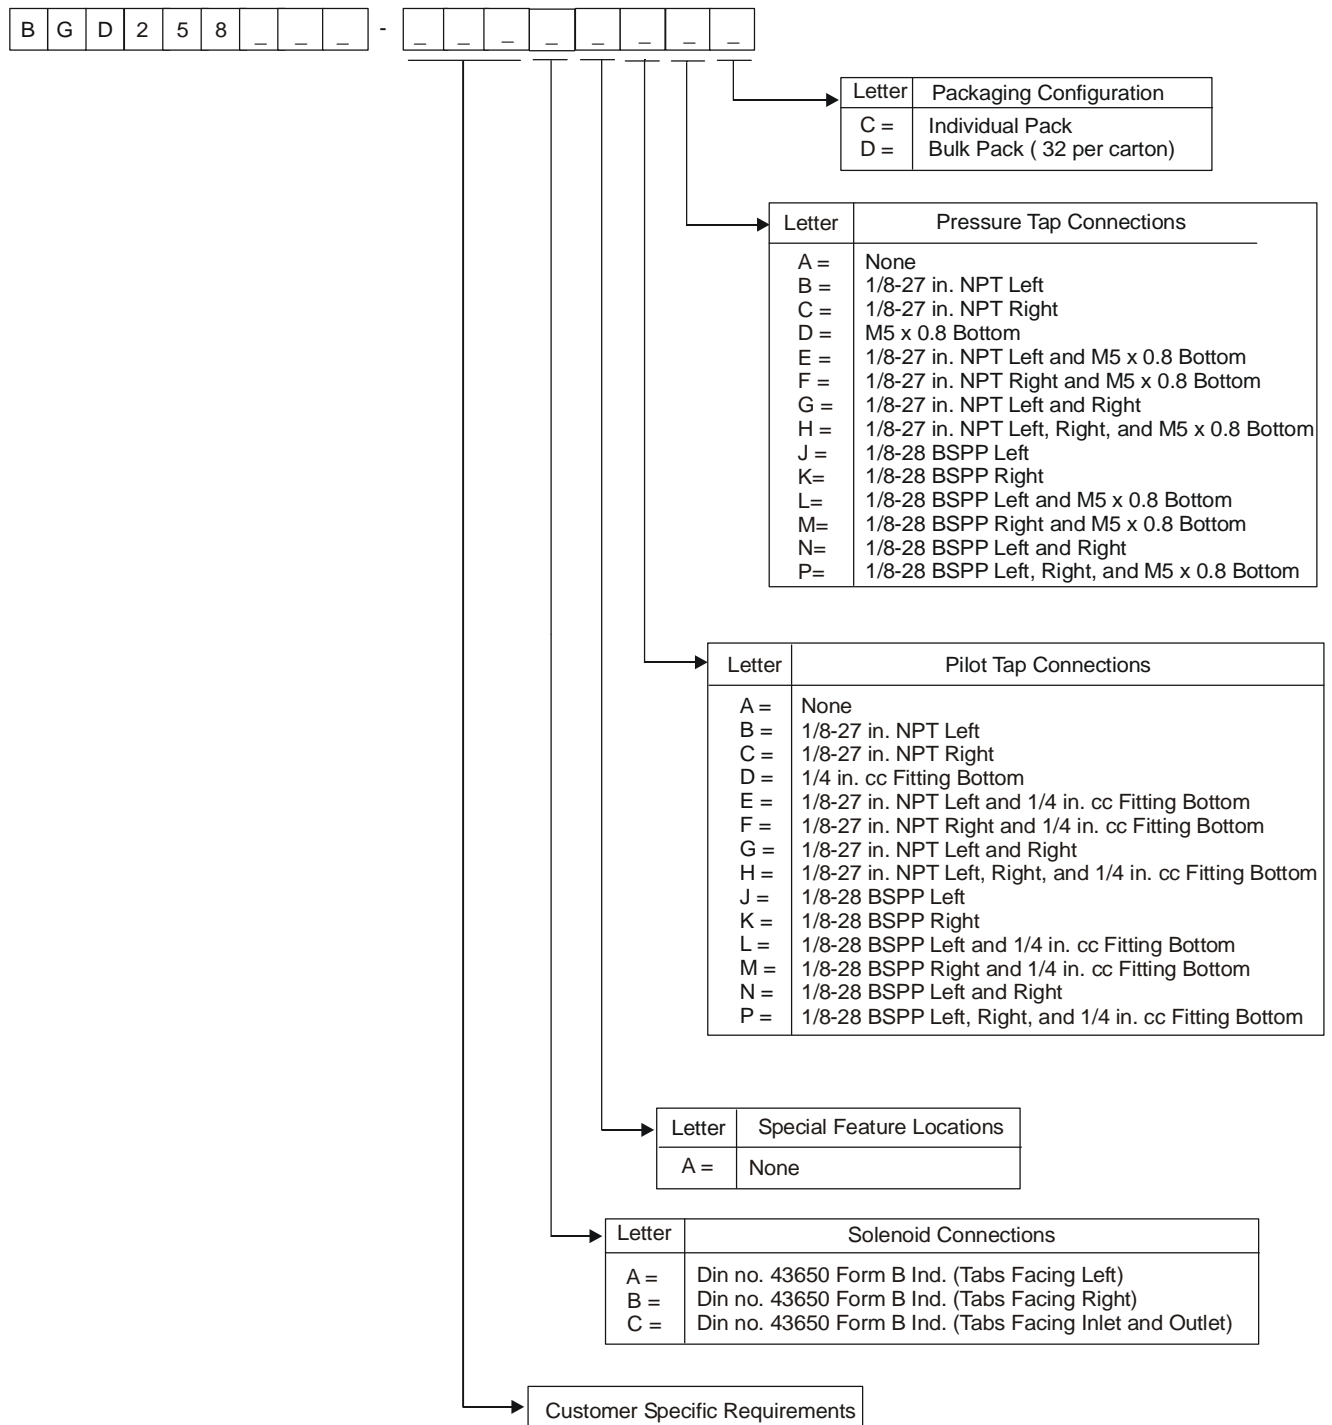 B G D 2 5 8 _ _ _ - _ _ _ _ _ _ _ _
Letter Packaging Configuration
C = Individual Pack
D = Bulk Pack ( 32 per carton)
Letter Pressure Tap Connections
A = None
B = 1/8-27 in. NPT Left
C = 1/8-27 in. NPT Right
D = M5 x 0.8 Bottom
E = 1/8-27 in. NPT Left and M5 x 0.8 Bottom
F = 1/8-27 in. NPT Right and M5 x 0.8 Bottom
G = 1/8-27 in. NPT Left and Right
H = 1/8-27 in. NPT Left, Right, and M5 x 0.8 Bottom
J = 1/8-28 BSPP Left
K= 1/8-28 BSPP Right
L= 1/8-28 BSPP Left and M5 x 0.8 Bottom
M= 1/8-28 BSPP Right and M5 x 0.8 Bottom
N= 1/8-28 BSPP Left and Right
P= 1/8-28 BSPP Left, Right, and M5 x 0.8 Bottom
Letter Pilot Tap Connections
A = None
B = 1/8-27 in. NPT Left
C = 1/8-27 in. NPT Right
D = 1/4 in. cc Fitting Bottom
E = 1/8-27 in. NPT Left and 1/4 in. cc Fitting Bottom
F = 1/8-27 in. NPT Right and 1/4 in. cc Fitting Bottom
G = 1/8-27 in. NPT Left and Right
H = 1/8-27 in. NPT Left, Right, and 1/4 in. cc Fitting Bottom
J = 1/8-28 BSPP Left
K = 1/8-28 BSPP Right
L = 1/8-28 BSPP Left and 1/4 in. cc Fitting Bottom
M = 1/8-28 BSPP Right and 1/4 in. cc Fitting Bottom
N = 1/8-28 BSPP Left and Right
P = 1/8-28 BSPP Left, Right, and 1/4 in. cc Fitting Bottom
Letter Special Feature Locations
A = None
Letter Solenoid Connections
A = Din no. 43650 Form B Ind. (Tabs Facing Left)
B = Din no. 43650 Form B Ind. (Tabs Facing Right)
C = Din no. 43650 Form B Ind. (Tabs Facing Inlet and Outlet)
Customer Specific Requirements